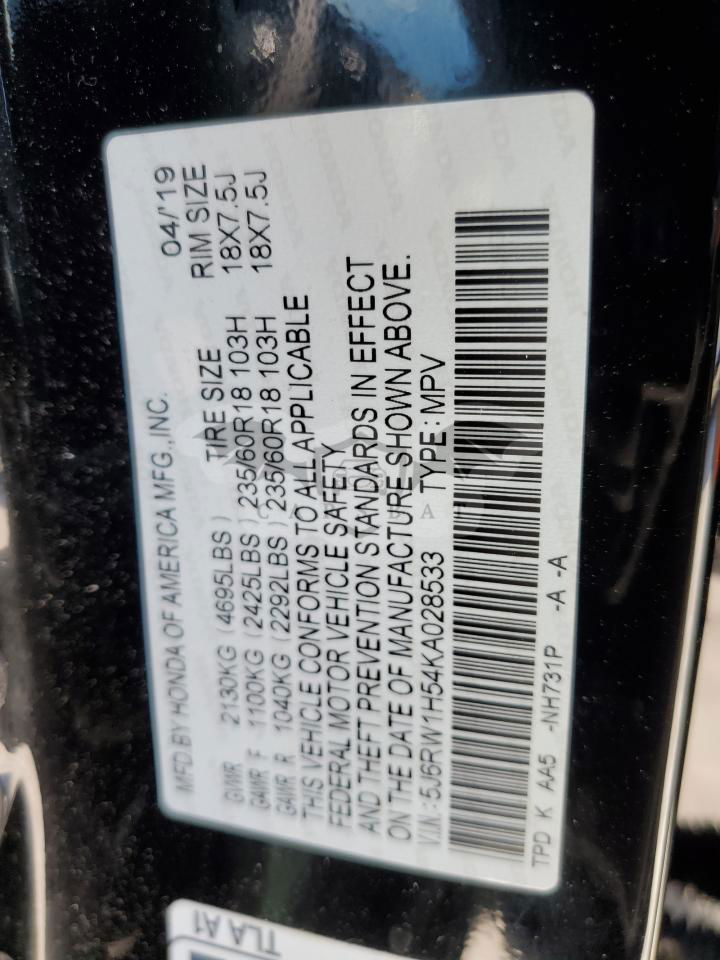 MFD.BY HONDA OF AMERICA MFG.,INC. 04/'19
GVWR 2130KG (4695LBS) TIRE SIZE RIM SIZE
GAWR F 1100KG (2425LBS) 235/60R18 103H 18X7.5J
GAWR R 1040KG (2292LBS) 235/60R18 103H 18X7.5J
THIS VEHICLE CONFORMS TO ALL APPLICABLE
FEDERAL MOTOR VEHICLE SAFETY
AND THEFT PREVENTION STANDARDS IN EFFECT
ON THE DATE OF MANUFACTURE SHOWN ABOVE.
V.I.N.: 5J6RW1H54KA028533 TYPE: MPV
TPD K AA5 -NH731P -A -A
TLAA1